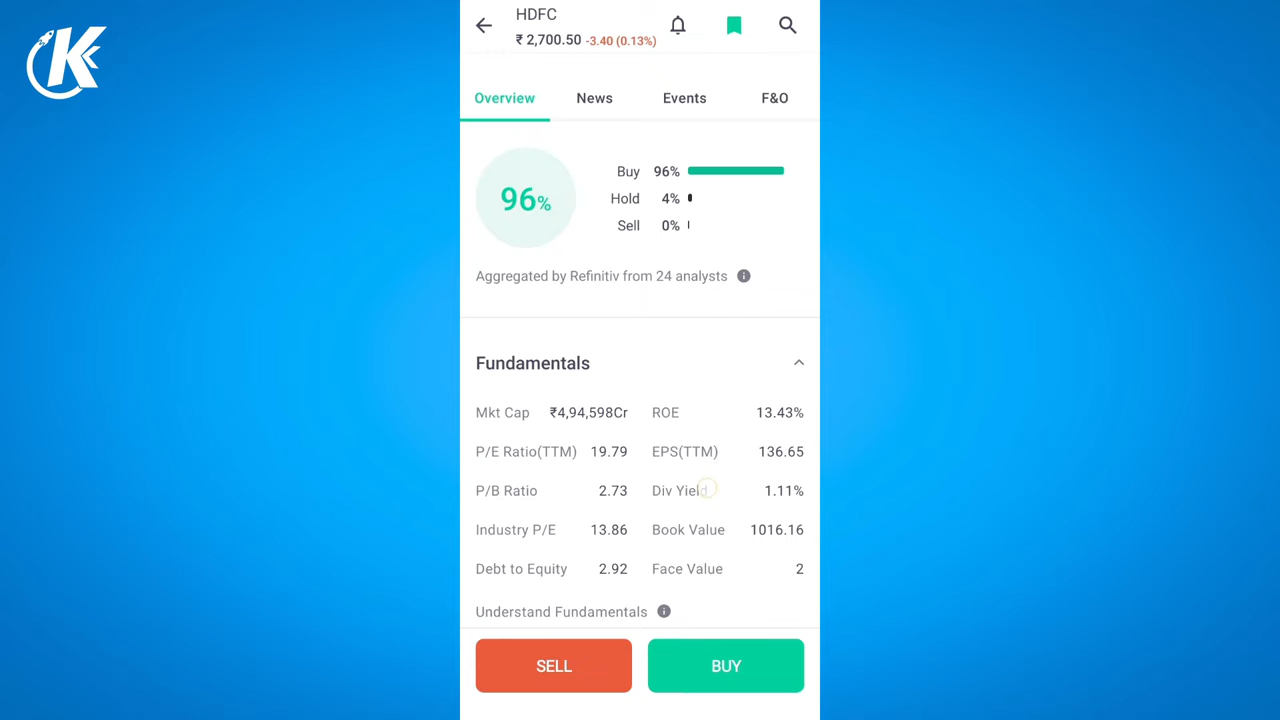 K
HDFC
₹ 2,700.50 -3.40 (0.13%)
Overview News Events F&O
96%
Buy 96%
Hold 4%
Sell 0%
Aggregated by Refinitiv from 24 analysts
Fundamentals
Mkt Cap ₹4,94,598Cr ROE 13.43%
P/E Ratio(TTM) 19.79 EPS(TTM) 136.65
P/B Ratio 2.73 Div Yield 1.11%
Industry P/E 13.86 Book Value 1016.16
Debt to Equity 2.92 Face Value 2
Understand Fundamentals
SELL BUY